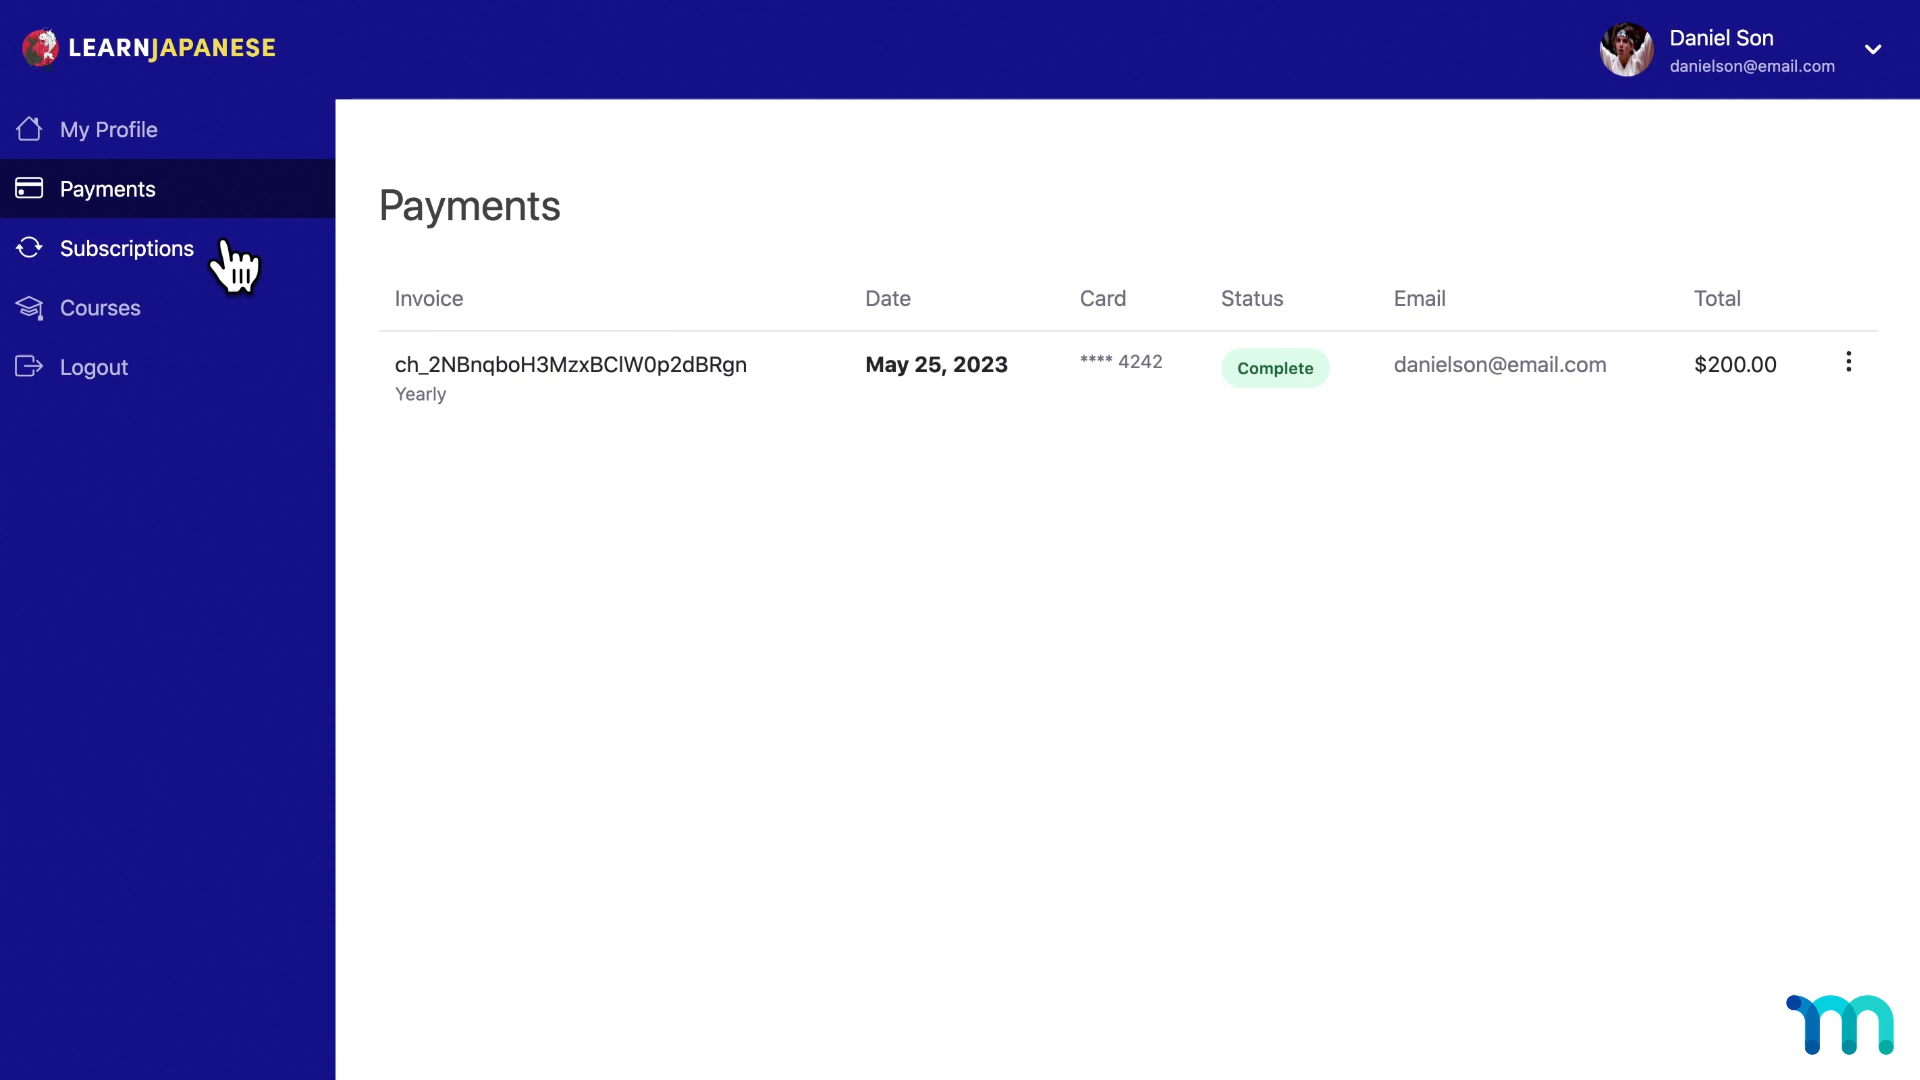 LEARNJAPANESE
Daniel Son
danielson@email.com
My Profile
Payments
Subscriptions
Courses
Logout
Payments
Invoice Date Card Status Email Total
ch_2NBnqboH3MzxBClW0p2dBRgn May 25, 2023 **** 4242 Complete danielson@email.com $200.00
Yearly